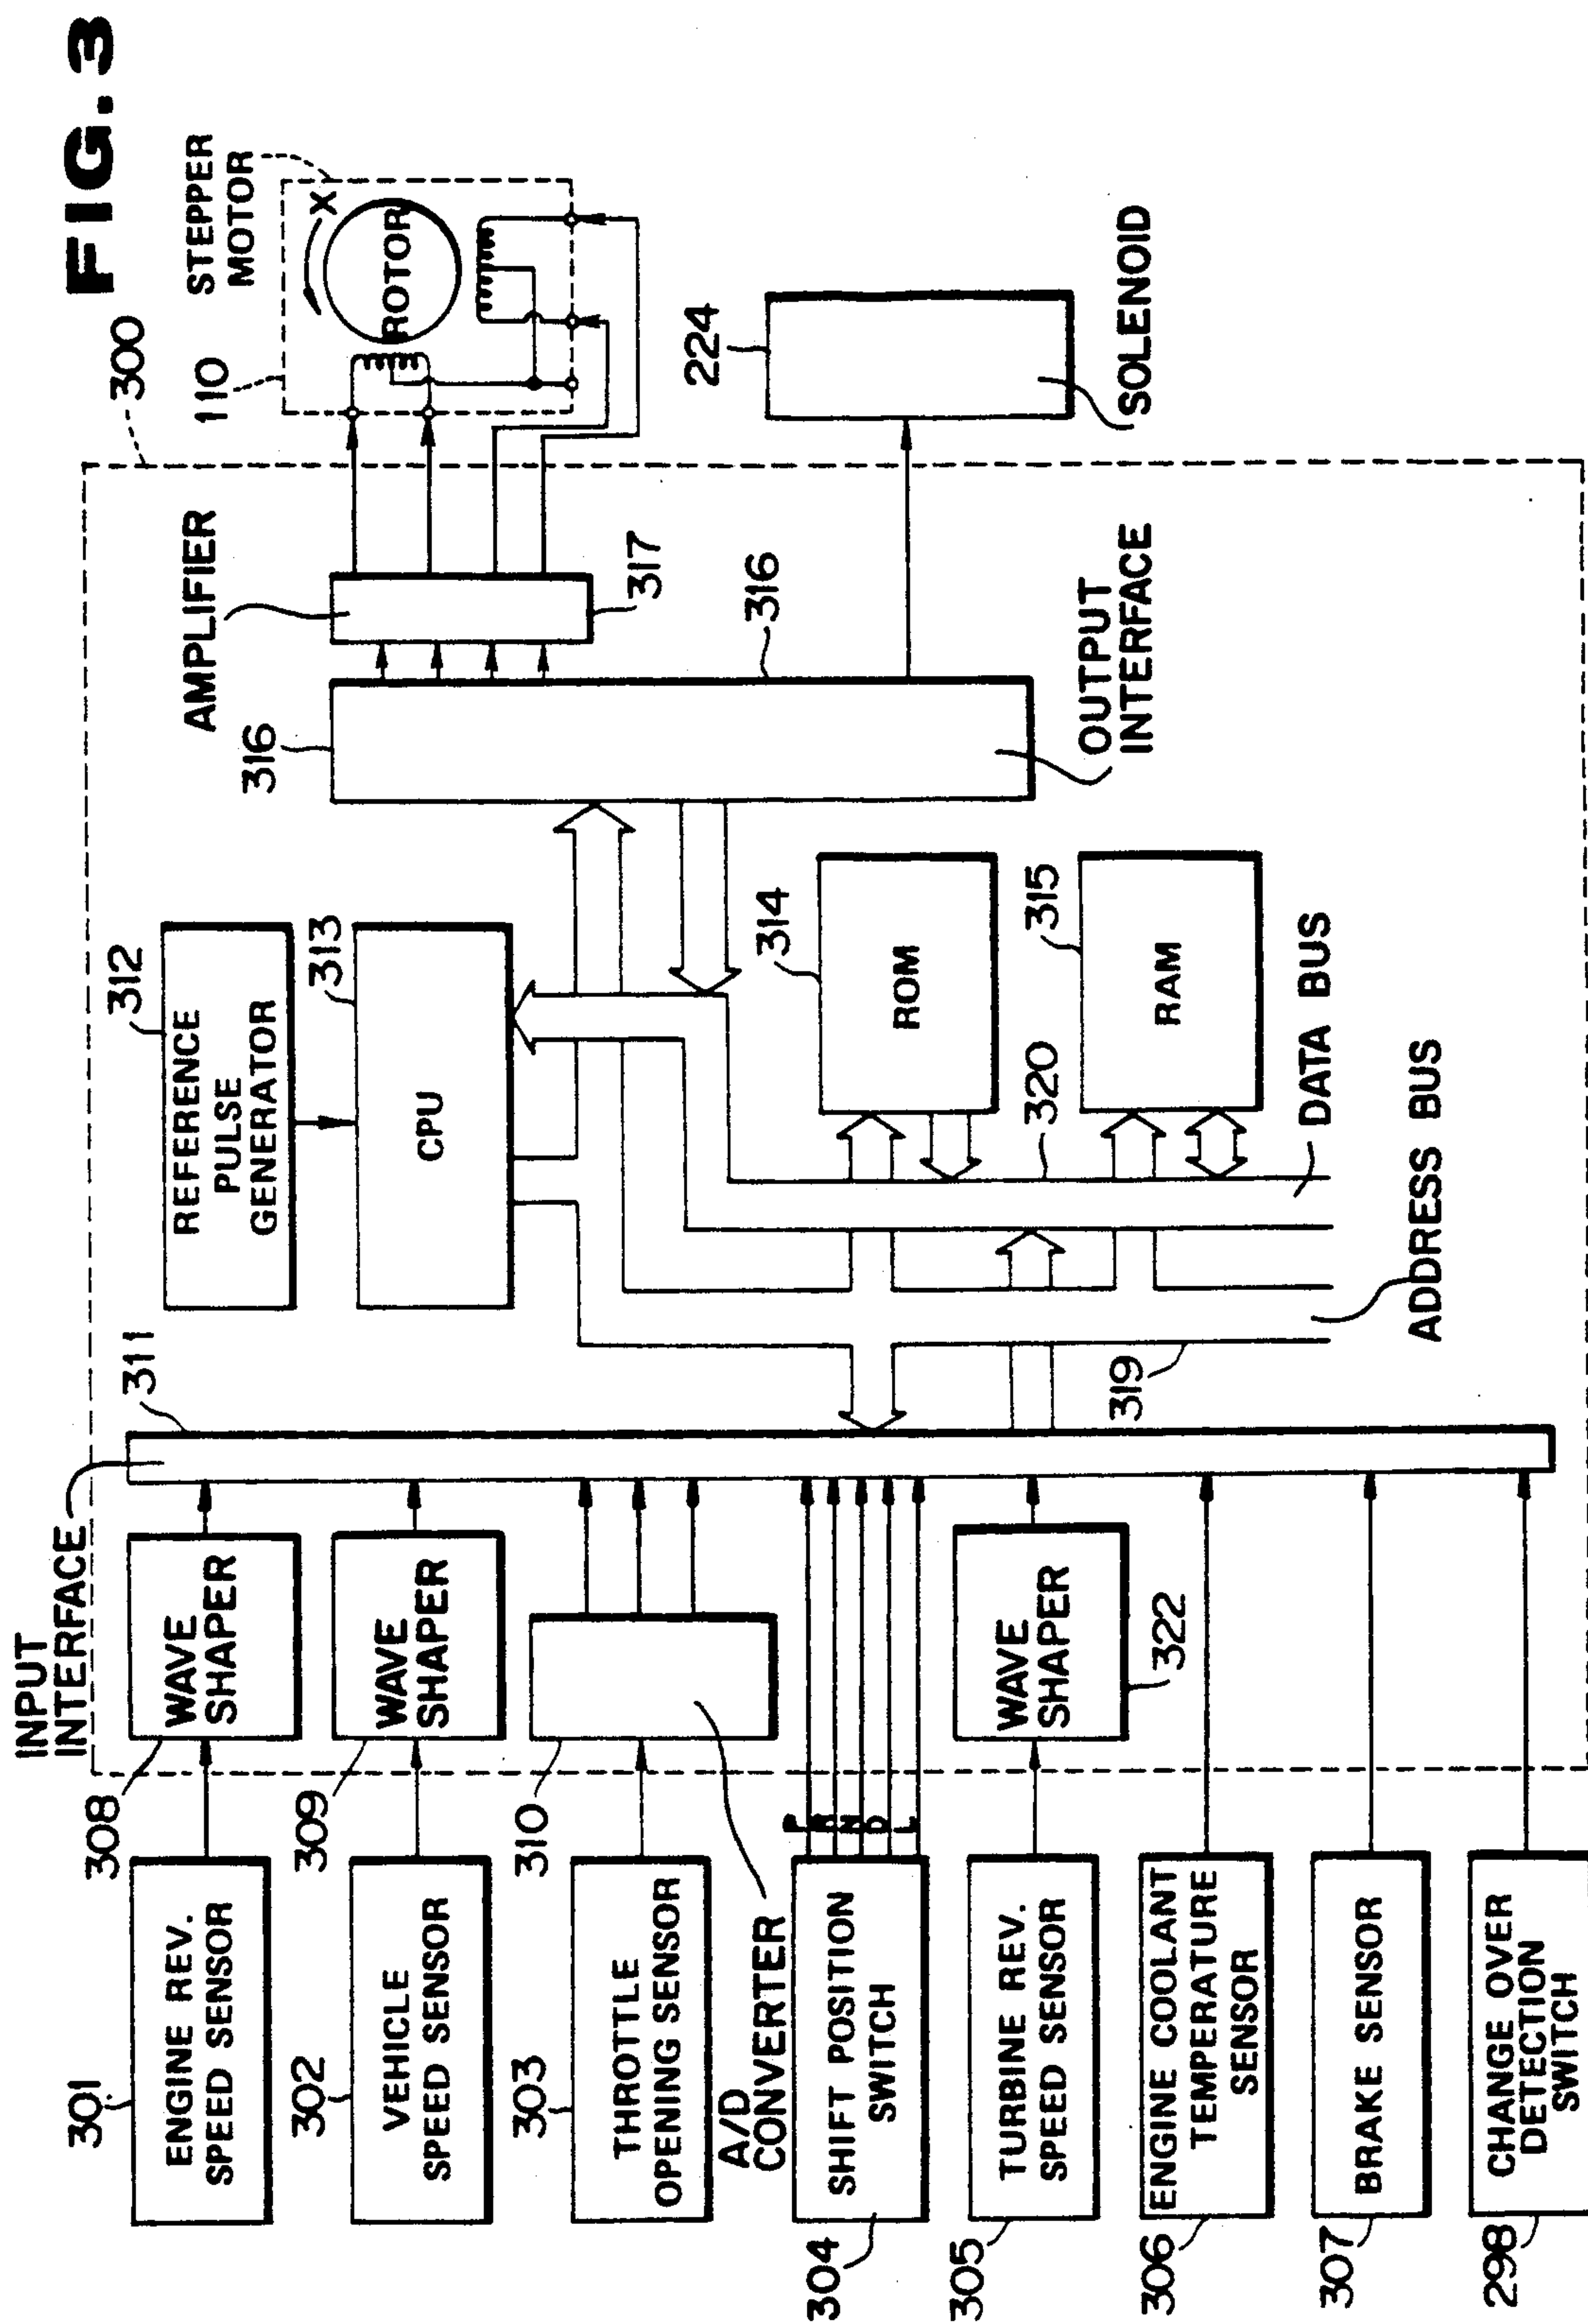 FIG. 3
301
ENGINE REV.
SPEED SENSOR
302
VEHICLE
SPEED SENSOR
303
THROTTLE
OPENING SENSOR
A/D
CONVERTER
304
SHIFT POSITION
SWITCH
P
R
N
D
L
305
TURBINE REV.
SPEED SENSOR
306
ENGINE COOLANT
TEMPERATURE
SENSOR
307
BRAKE SENSOR
298
CHANGE OVER
DETECTION
SWITCH
INPUT
INTERFACE
308
WAVE
SHAPER
309
WAVE
SHAPER
310
WAVE
SHAPER
322
311
312
REFERENCE
PULSE
GENERATOR
313
CPU
314
ROM
315
RAM
320
DATA BUS
319
ADDRESS BUS
316
316
OUTPUT
INTERFACE
AMPLIFIER
317
300
110
STEPPER
MOTOR
X
ROTOR
224
SOLENOID